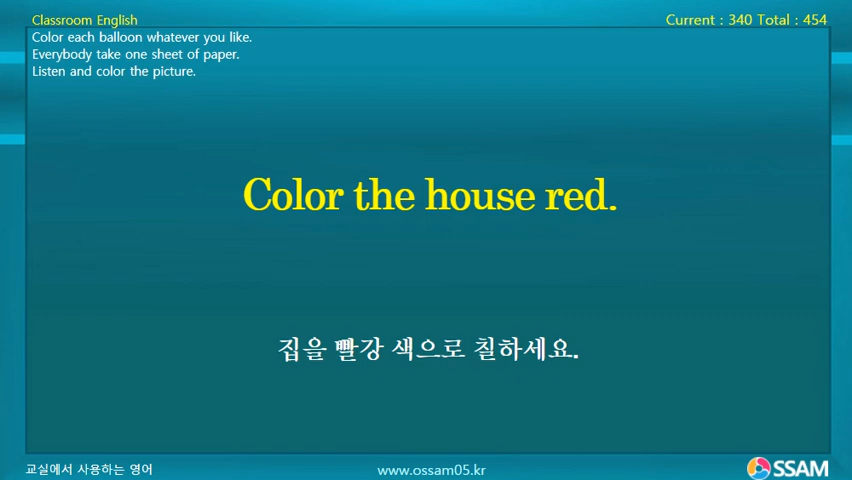 Classroom English
Current : 340 Total : 454
Color each balloon whatever you like.
Everybody take one sheet of paper.
Listen and color the picture.
Color the house red.
집을 빨강 색으로 칠하세요.
교실에서 사용하는 영어
www.ossam05.kr
OSSAM